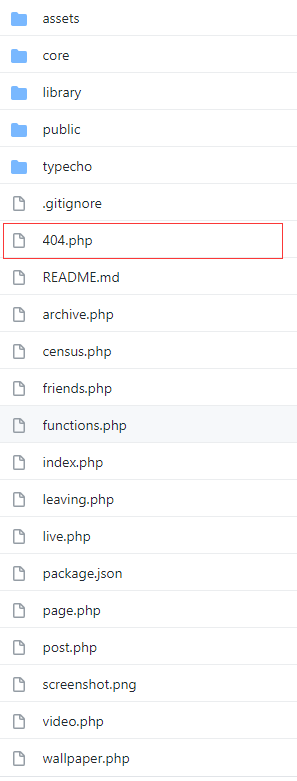 assets
core
library
public
typecho
.gitignore
404.php
README.md
archive.php
census.php
friends.php
functions.php
index.php
leaving.php
live.php
package.json
page.php
post.php
screenshot.png
video.php
wallpaper.php